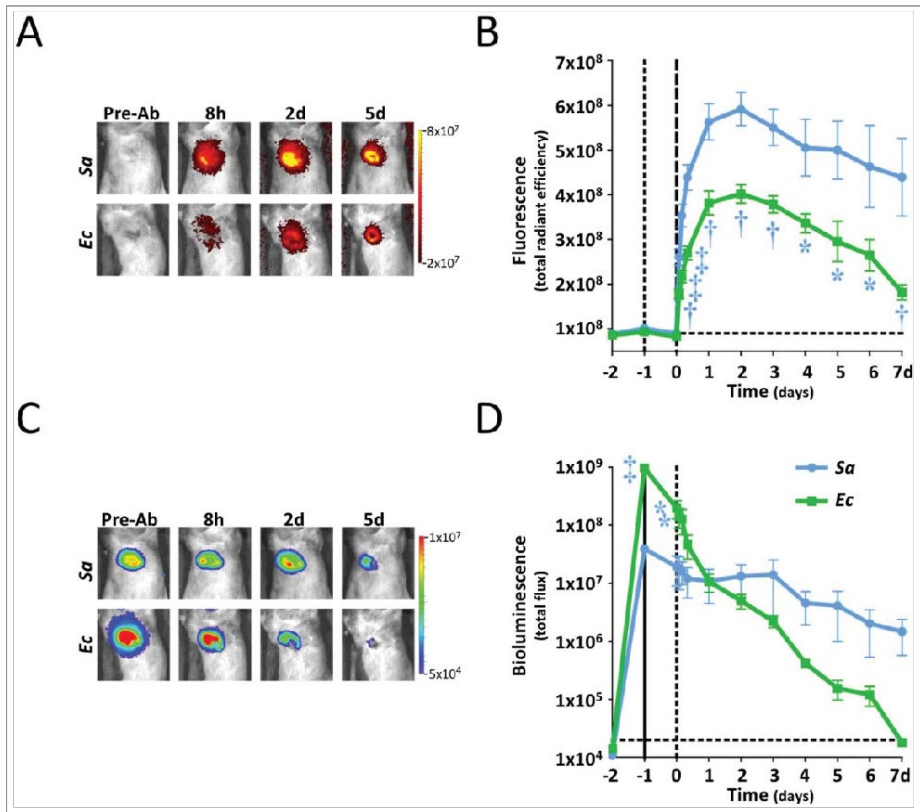 A
Pre-Ab 8h 2d 5d
Sa
Ec
8x10⁷
2x10⁷
B
Fluorescence
(total radiant efficiency)
7x10⁸
6x10⁸
5x10⁸
4x10⁸
3x10⁸
2x10⁸
1x10⁸
‡ ‡ ‡ † † † * * * †
-2 -1 0 1 2 3 4 5 6 7d
Time (days)
C
Pre-Ab 8h 2d 5d
Sa
Ec
1x10⁷
5x10⁴
D
Bioluminescence
(total flux)
1x10⁹
1x10⁸
1x10⁷
1x10⁶
1x10⁵
1x10⁴
‡ * *
Sa
Ec
-2 -1 0 1 2 3 4 5 6 7d
Time (days)